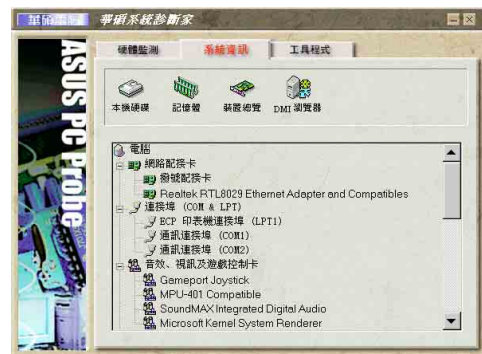 華碩系統診斷家
硬體監測 系統資訊 工具程式
ASUS PC Probe
本機硬碟 記憶體 裝置總覽 DMI 瀏覽器
電腦
網路配接卡
撥號配接卡
Realtek RTL8029 Ethernet Adapter and Compatibles
連接埠 (COM & LPT)
ECP 印表機連接埠 (LPT1)
通訊連接埠 (COM1)
通訊連接埠 (COM2)
音效、視訊及遊戲控制卡
Gameport Joystick
MPU-401 Compatible
SoundMAX Integrated Digital Audio
Microsoft Kernel System Renderer